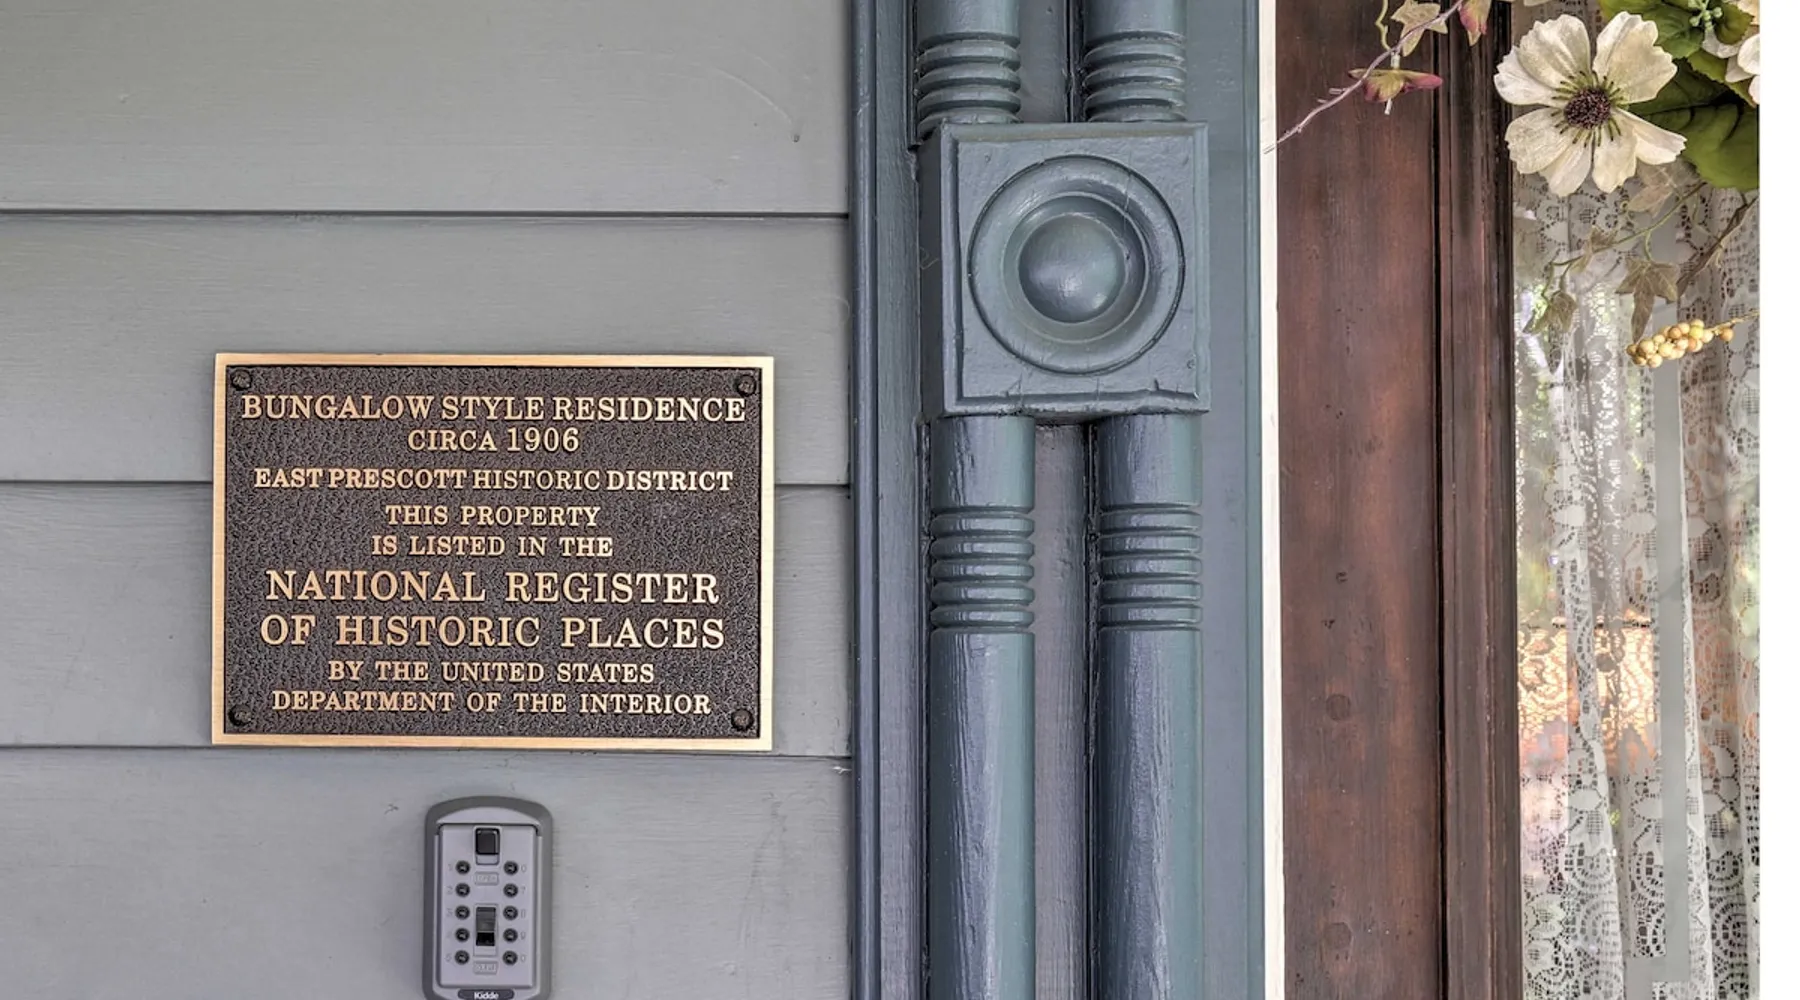 BUNGALOW STYLE RESIDENCE
CIRCA 1906
EAST PRESCOTT HISTORIC DISTRICT
THIS PROPERTY
IS LISTED IN THE
NATIONAL REGISTER
OF HISTORIC PLACES
BY THE UNITED STATES
DEPARTMENT OF THE INTERIOR
Kidde